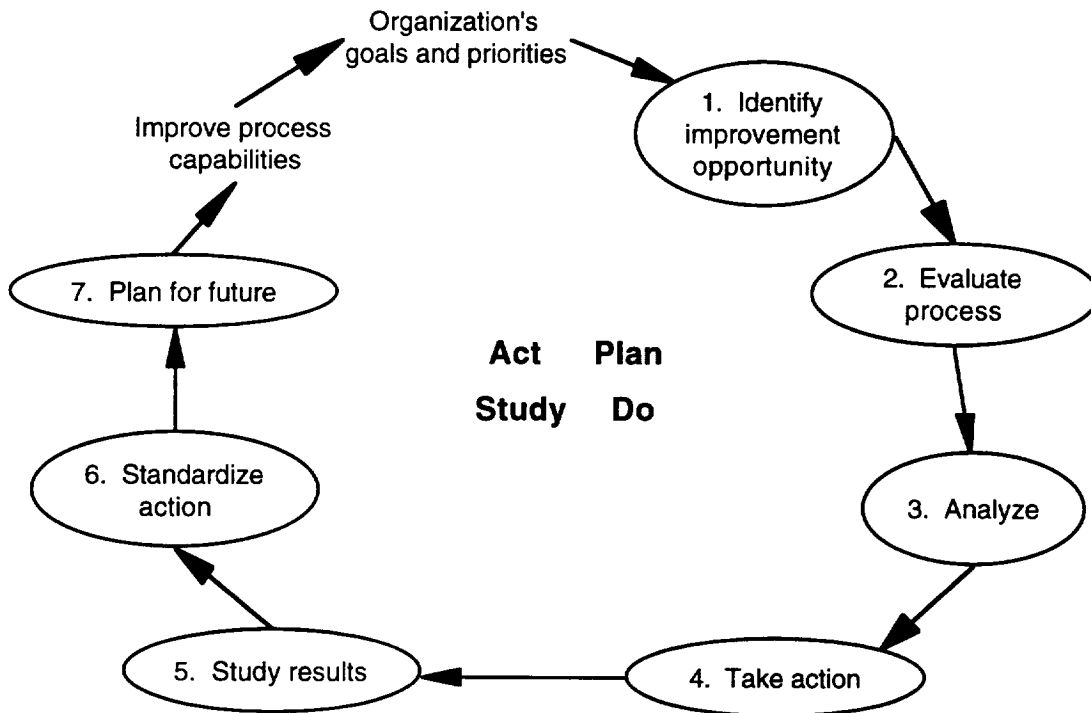 Organization's
goals and priorities
1. Identify
improvement
opportunity
2. Evaluate
process
3. Analyze
4. Take action
5. Study results
6. Standardize
action
7. Plan for future
Improve process
capabilities
Act Plan
Study Do